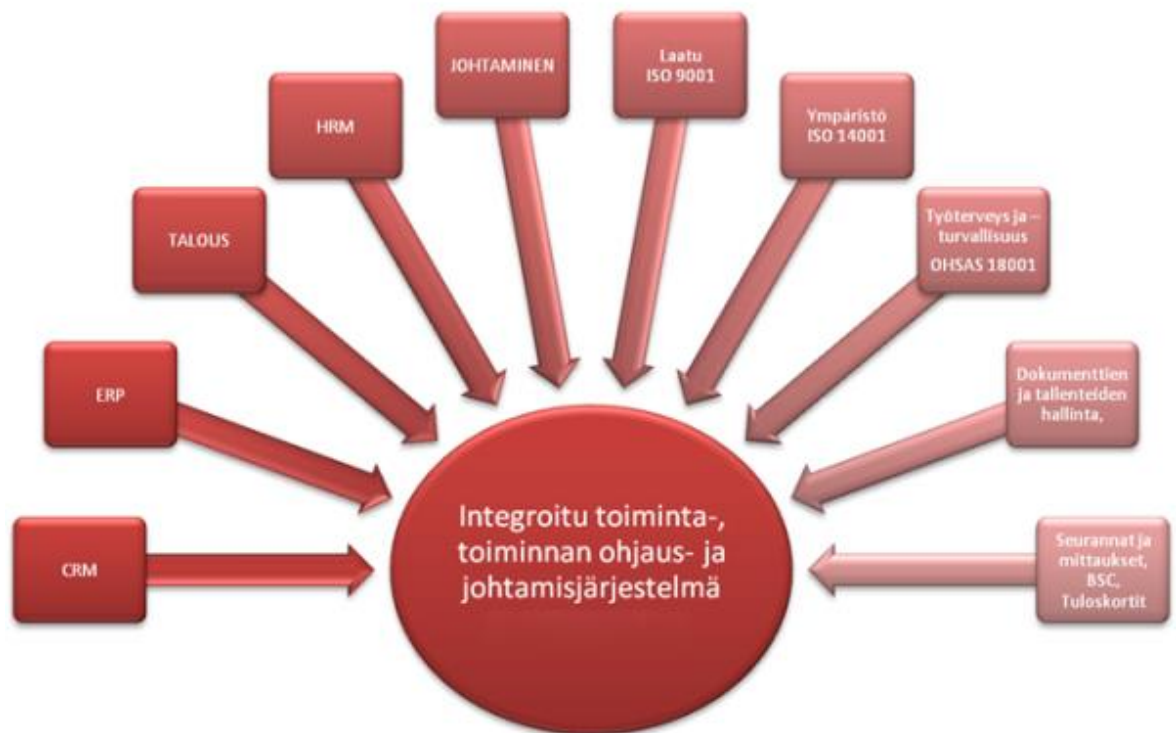 JOHTAMINEN
Laatu
ISO 9001
HRM
Ympäristö
ISO 14001
TALOUS
Työterveys ja –
turvallisuus
OHSAS 18001
ERP
Dokumenttien
ja tallenteiden
hallinta,
CRM
Integroitu toiminta-,
toiminnan ohjaus- ja
johtamisjärjestelmä
Seurannat ja
mittaukset,
BSC,
Tuloskortit